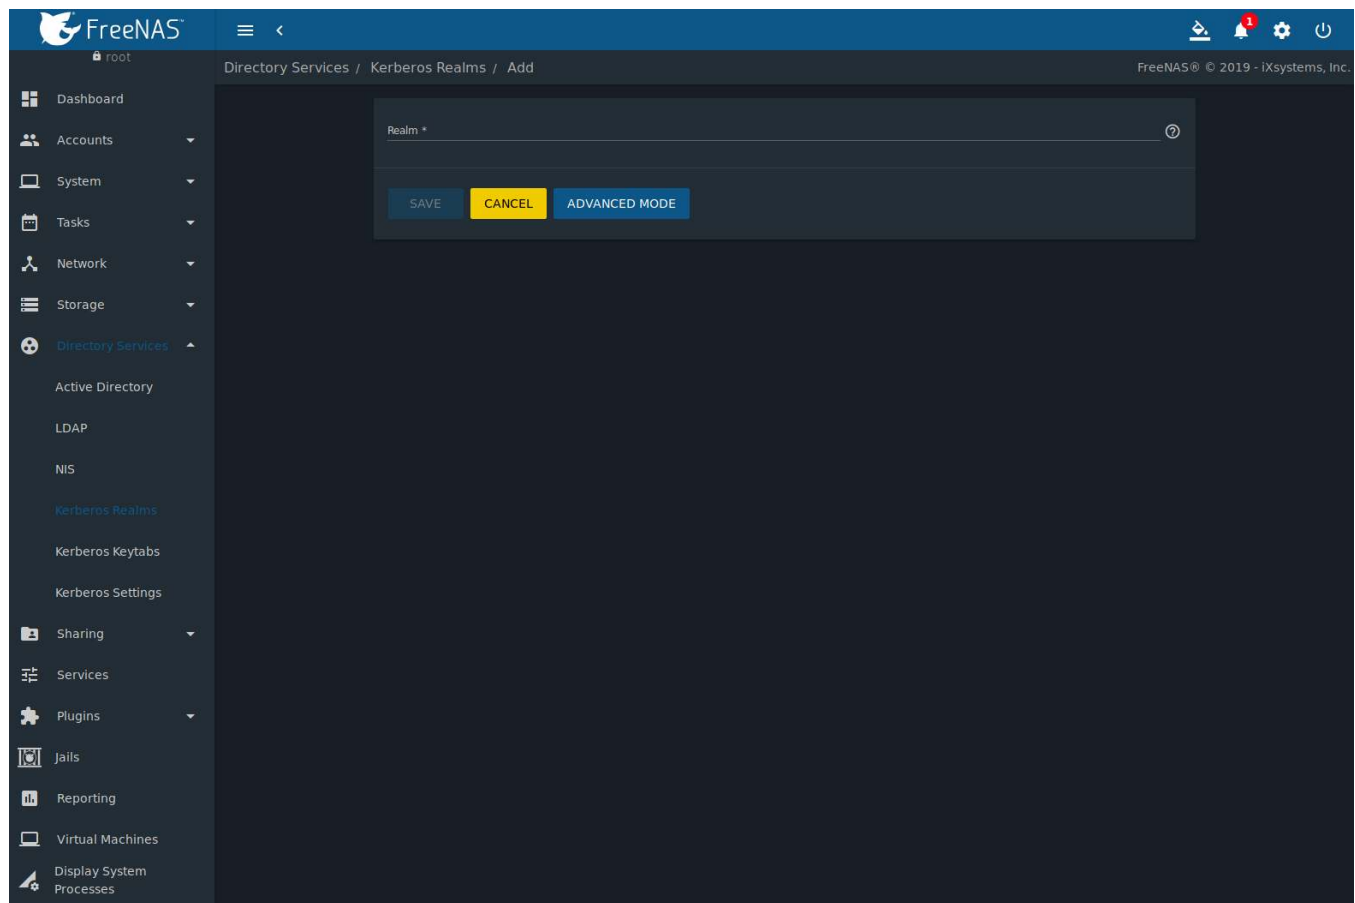 FreeNAS™
1
root
Directory Services / Kerberos Realms / Add
FreeNAS® © 2019 - iXsystems, Inc.
Dashboard
Accounts
System
Tasks
Network
Storage
Directory Services
Active Directory
LDAP
NIS
Kerberos Realms
Kerberos Keytabs
Kerberos Settings
Sharing
Services
Plugins
Jails
Reporting
Virtual Machines
Display System
Processes
Realm *
SAVE
CANCEL
ADVANCED MODE